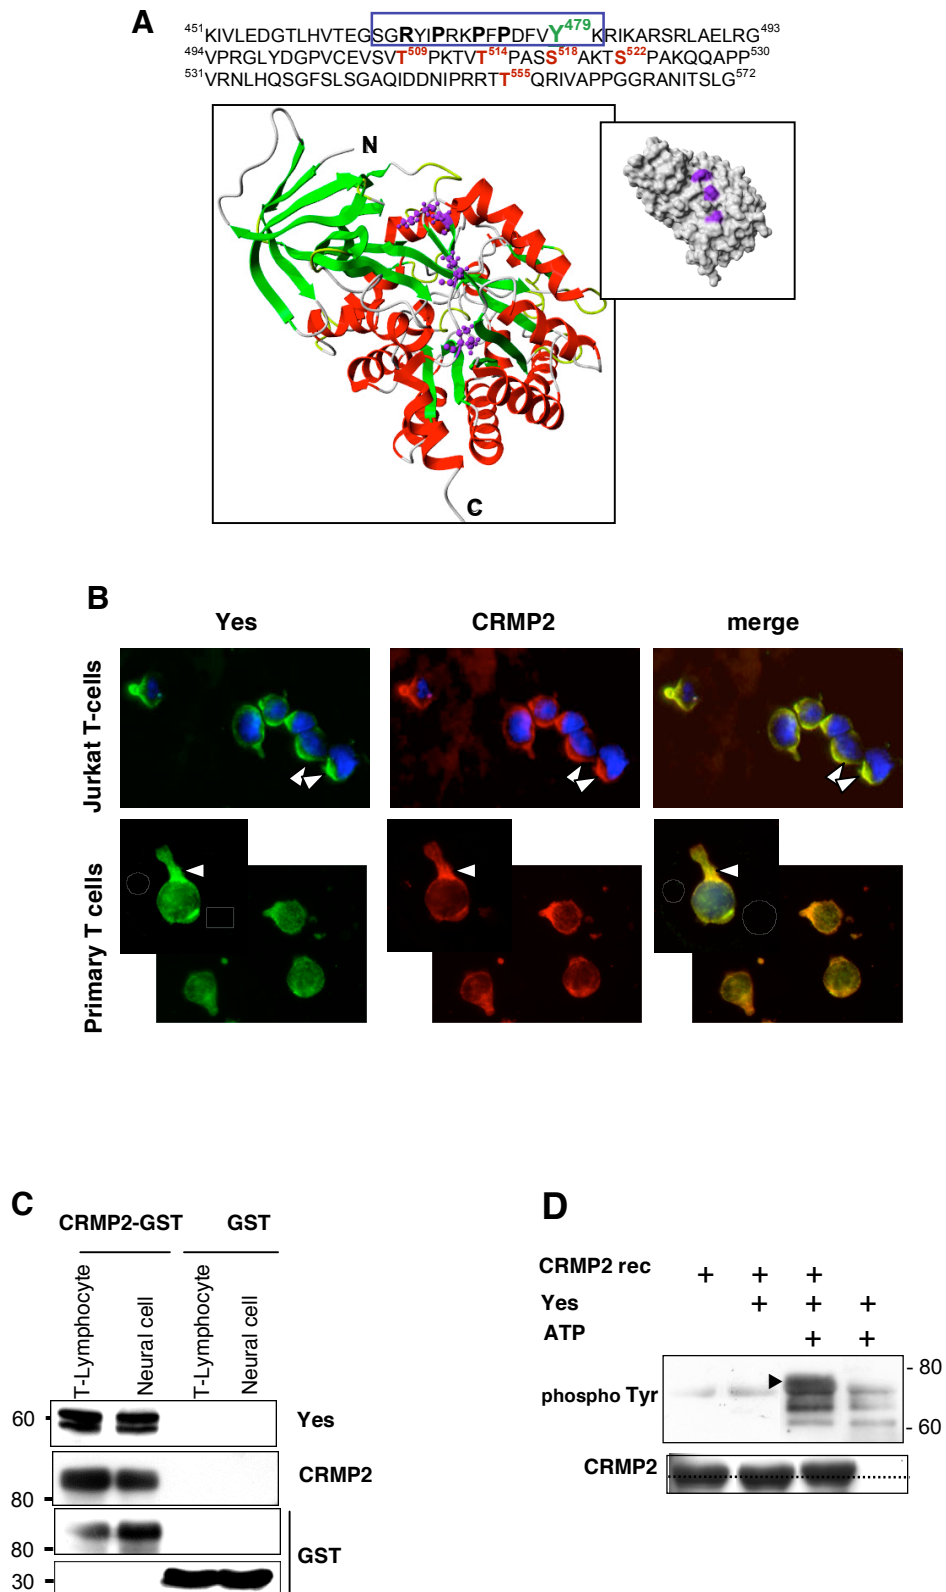 A
451KIVLEDGTLHVTEGSGRYIPRKPFPDFVY479KRIKARSRLAELRG493
494VPRGLYDGPVCEVSVT509PKTVT514PASS518AKTS522PAKQQAPP530
531VRNLHQSGFSLSGAQIDDNIPRRTT555QRIVAPPGGRANITSLG572
N
C
B
Yes CRMP2 merge
Jurkat T-cells
Primary T cells
C
CRMP2-GST GST
T-Lymphocyte
Neural cell
T-Lymphocyte
Neural cell
60 Yes
CRMP2
80
80
GST
30
D
CRMP2 rec + + +
Yes + + +
ATP + +
phospho Tyr
- 80
- 60
CRMP2